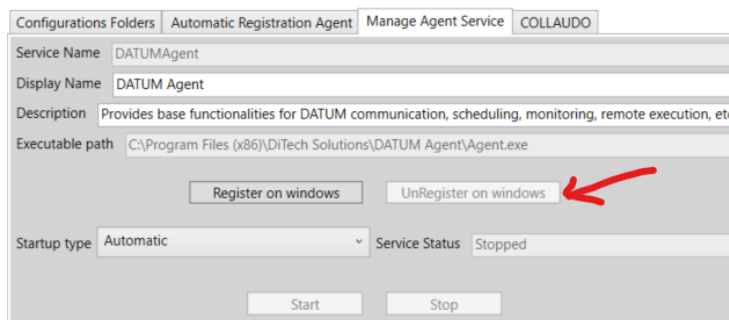 Configurations Folders Automatic Registration Agent Manage Agent Service COLLAUDO
Service Name DATUMAgent
Display Name DATUM Agent
Description Provides base functionalities for DATUM communication, scheduling, monitoring, remote execution, etc
Executable path C:\Program Files (x86)\DiTech Solutions\DATUM Agent\Agent.exe
Register on windows UnRegister on windows
Startup type Automatic Service Status Stopped
Start Stop